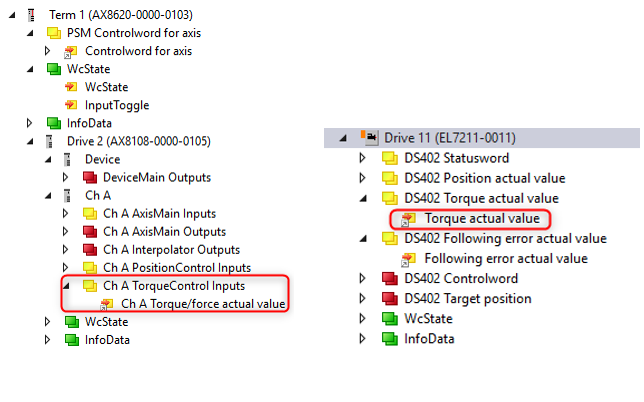 Term 1 (AX8620-0000-0103)
PSM Controlword for axis
Controlword for axis
WcState
WcState
InputToggle
InfoData
Drive 2 (AX8108-0000-0105)
Device
DeviceMain Outputs
Ch A
Ch A AxisMain Inputs
Ch A AxisMain Outputs
Ch A Interpolator Outputs
Ch A PositionControl Inputs
Ch A TorqueControl Inputs
Ch A Torque/force actual value
WcState
InfoData
Drive 11 (EL7211-0011)
DS402 Statusword
DS402 Position actual value
DS402 Torque actual value
Torque actual value
DS402 Following error actual value
Following error actual value
DS402 Controlword
DS402 Target position
WcState
InfoData